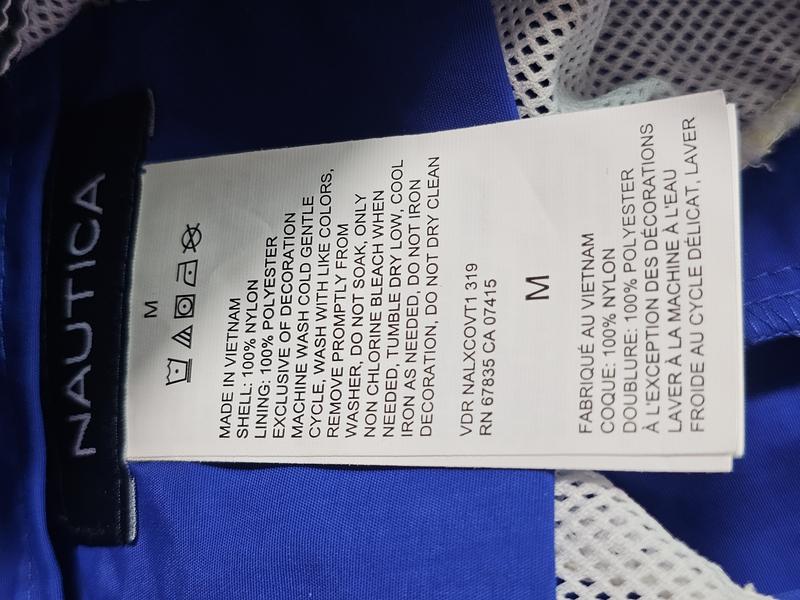 NAUTICA
M
MADE IN VIETNAM
SHELL: 100% NYLON
LINING: 100% POLYESTER
EXCLUSIVE OF DECORATION
MACHINE WASH COLD GENTLE
CYCLE, WASH WITH LIKE COLORS,
REMOVE PROMPTLY FROM
WASHER, DO NOT SOAK, ONLY
NON CHLORINE BLEACH WHEN
NEEDED, TUMBLE DRY LOW, COOL
IRON AS NEEDED, DO NOT IRON
DECORATION, DO NOT DRY CLEAN
VDR NALXCOVT1 319
RN 67835 CA 07415
M
FABRIQUÉ AU VIETNAM
COQUE: 100% NYLON
DOUBLURE: 100% POLYESTER
À L'EXCEPTION DES DÉCORATIONS
LAVER À LA MACHINE À L'EAU
FROIDE AU CYCLE DÉLICAT, LAVER